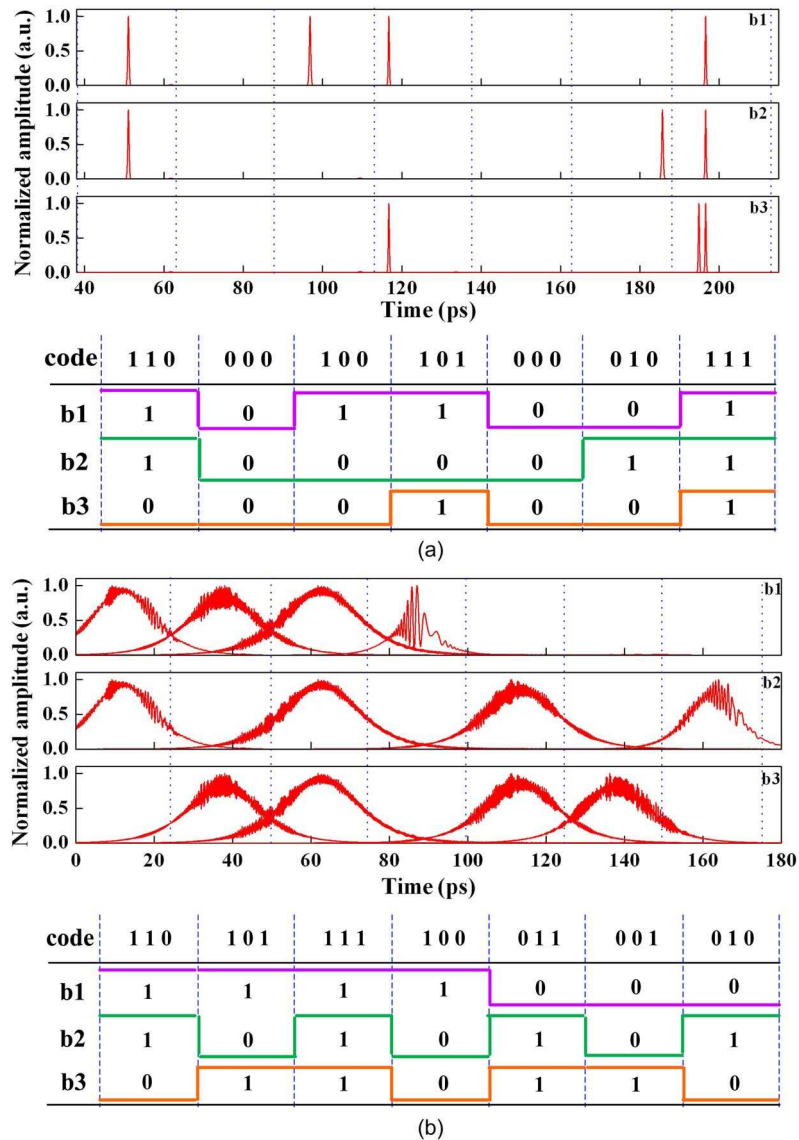 Normalized amplitude (a.u.)
1.0
0.5
0.0
b1
1.0
0.5
0.0
b2
1.0
0.5
0.0
b3
40 60 80 100 120 140 160 180 200
Time (ps)
code 1 1 0 0 0 0 1 0 0 1 0 1 0 0 0 0 1 0 1 1 1
b1 1 0 1 1 0 0 1
b2 1 0 0 0 0 1 1
b3 0 0 0 1 0 0 1
(a)
Normalized amplitude (a.u.)
1.0
0.5
0.0
b1
1.0
0.5
0.0
b2
1.0
0.5
0.0
b3
0 20 40 60 80 100 120 140 160 180
Time (ps)
code 1 1 0 1 0 1 1 1 1 1 0 0 0 1 1 0 0 1 0 1 0
b1 1 1 1 1 0 0 0
b2 1 0 1 0 1 0 1
b3 0 1 1 0 1 1 0
(b)